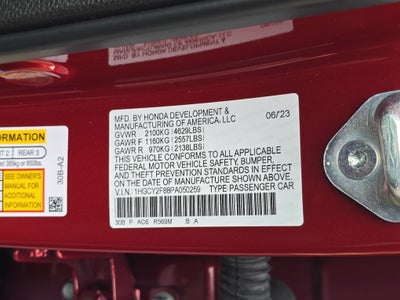 MFD. BY HONDA DEVELOPMENT & 06/23
MANUFACTURING OF AMERICA, LLC
GVWR 2100KG (4629LBS)
GAWR F 1160KG (2557LBS)
GAWR R 970KG (2138LBS)
THIS VEHICLE CONFORMS TO ALL APPLICABLE
FEDERAL MOTOR VEHICLE SAFETY, BUMPER,
AND THEFT PREVENTION STANDARDS IN EFFECT ON
THE DATE OF MANUFACTURE SHOWN ABOVE.
V.I.N.: 1HGCY2F88PA050259 TYPE:PASSENGER CAR
30B P AC6 R569M B A
30B-A2
REAR 3
SEE OWNER'S
MANUAL FOR
ADDITIONAL
INFORMATION